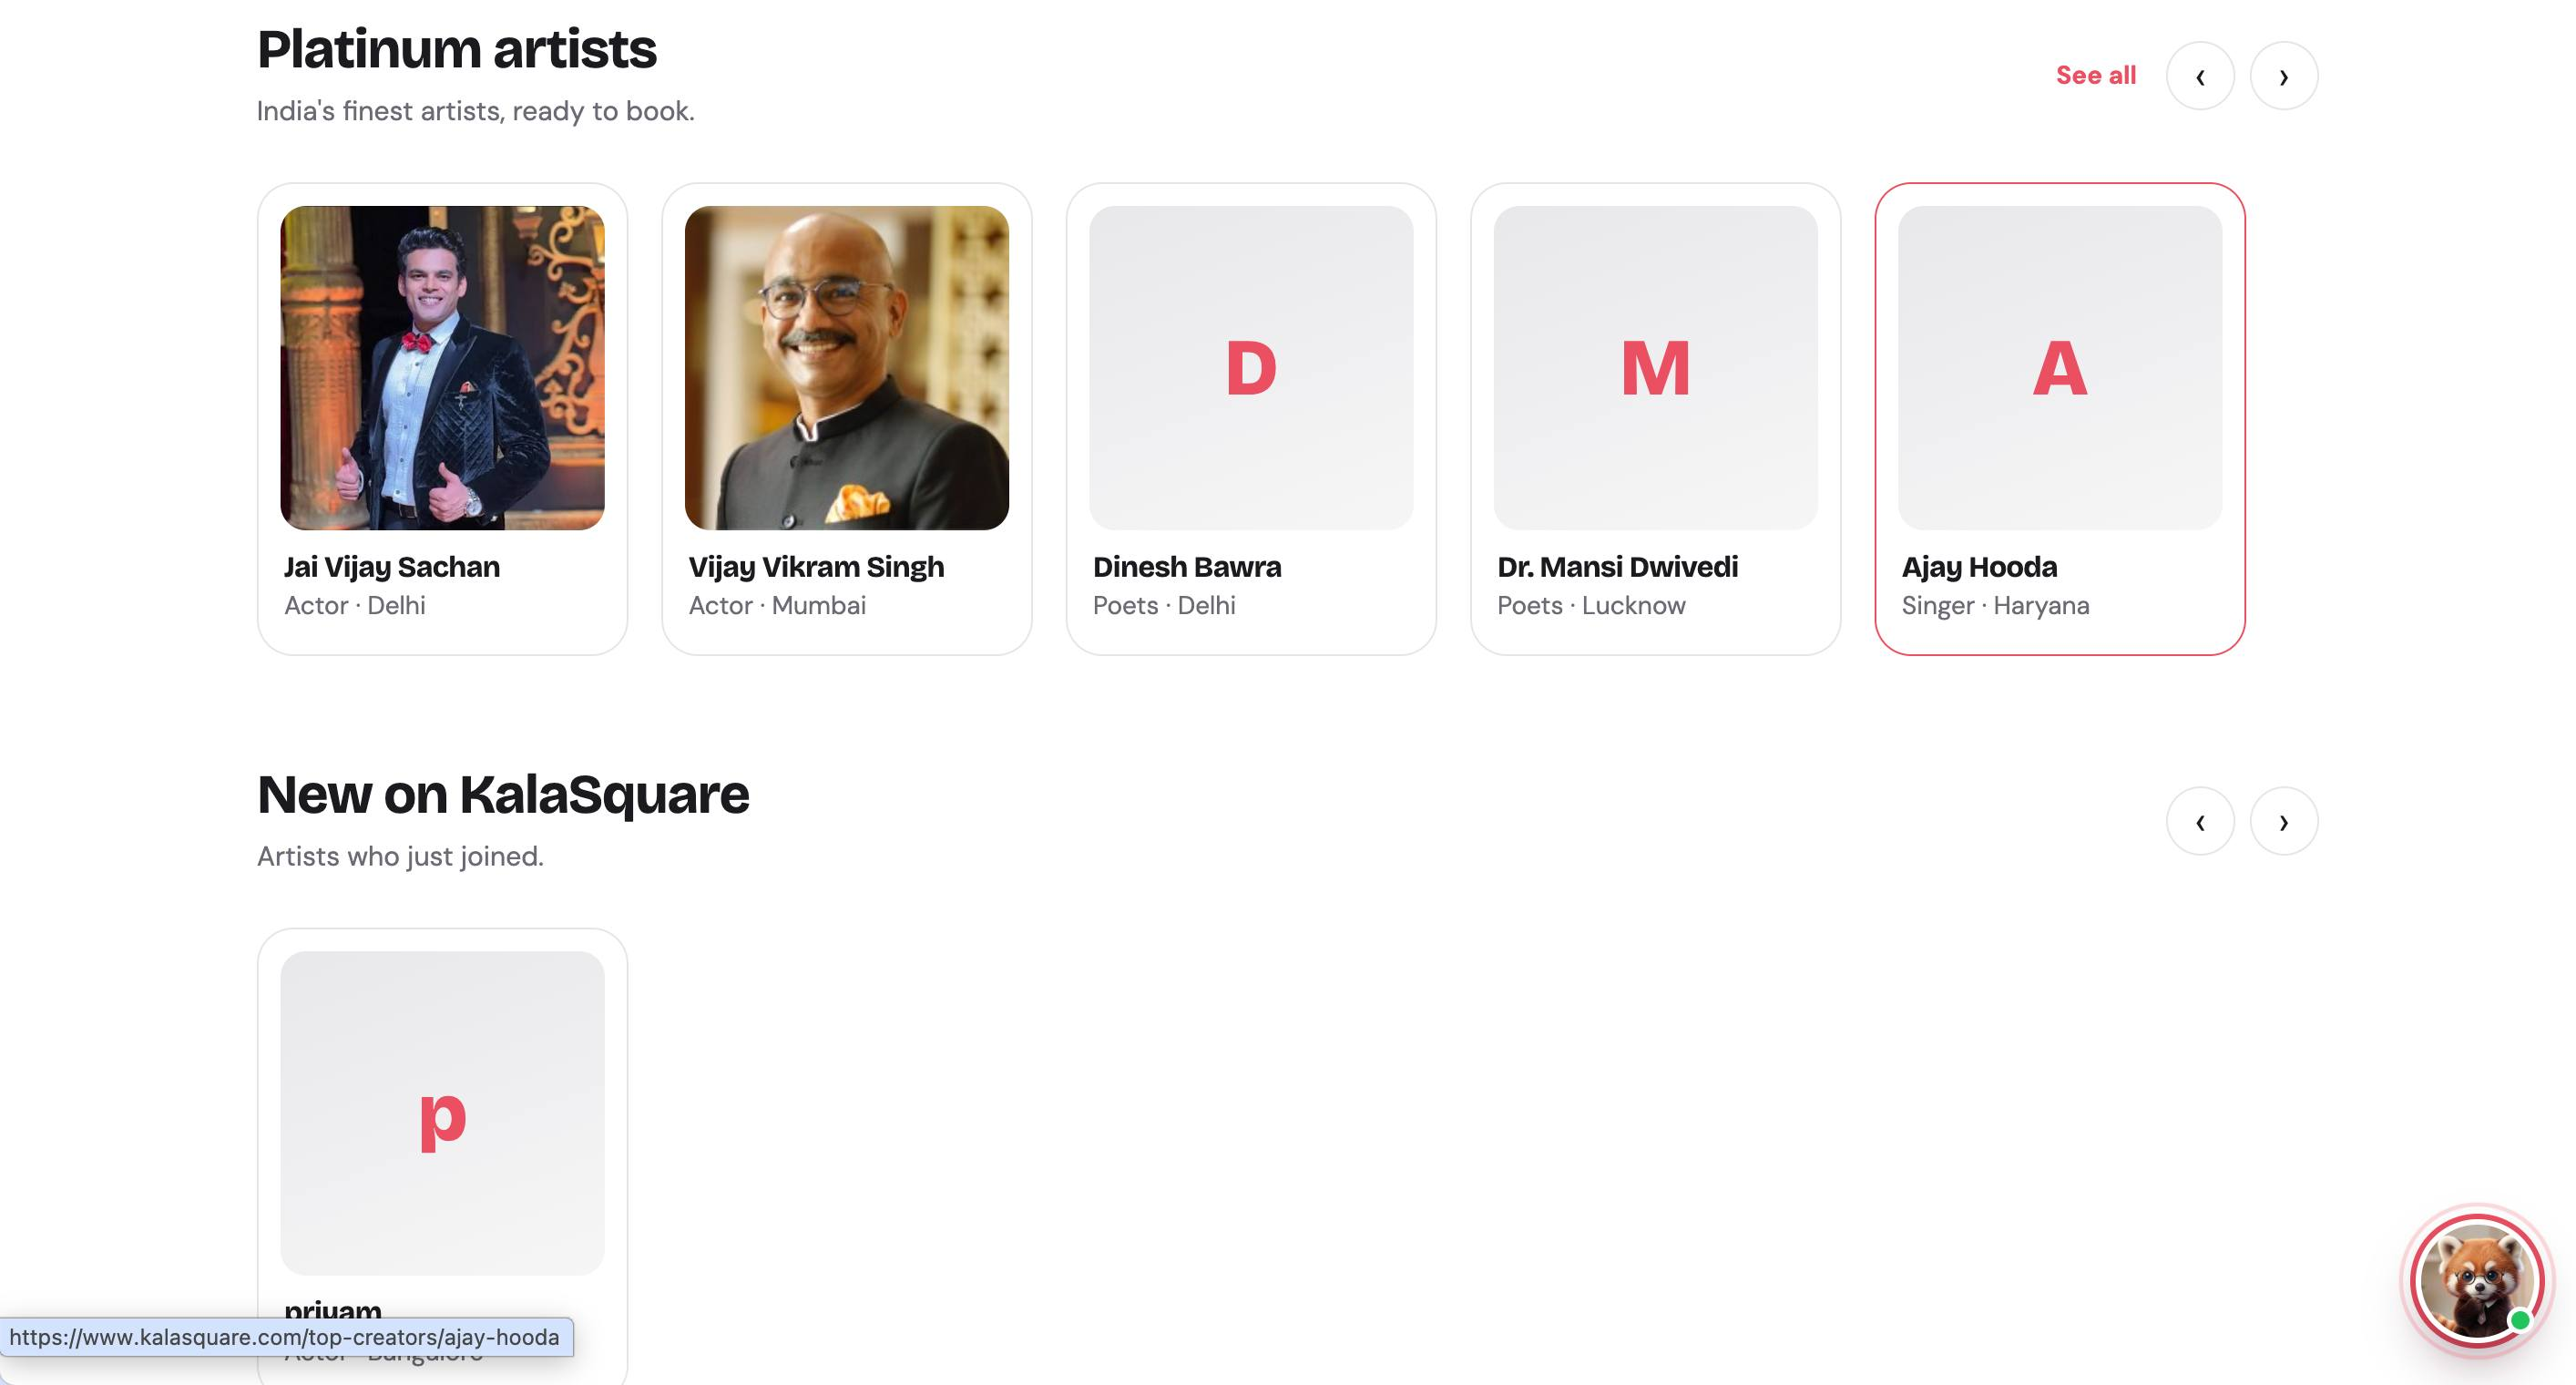 Platinum artists
India's finest artists, ready to book.
See all
‹ ›
D
M
A
Jai Vijay Sachan
Actor · Delhi
Vijay Vikram Singh
Actor · Mumbai
Dinesh Bawra
Poets · Delhi
Dr. Mansi Dwivedi
Poets · Lucknow
Ajay Hooda
Singer · Haryana
New on KalaSquare
Artists who just joined.
‹ ›
p
priyam
https://www.kalasquare.com/top-creators/ajay-hooda
Actor · Bangalore